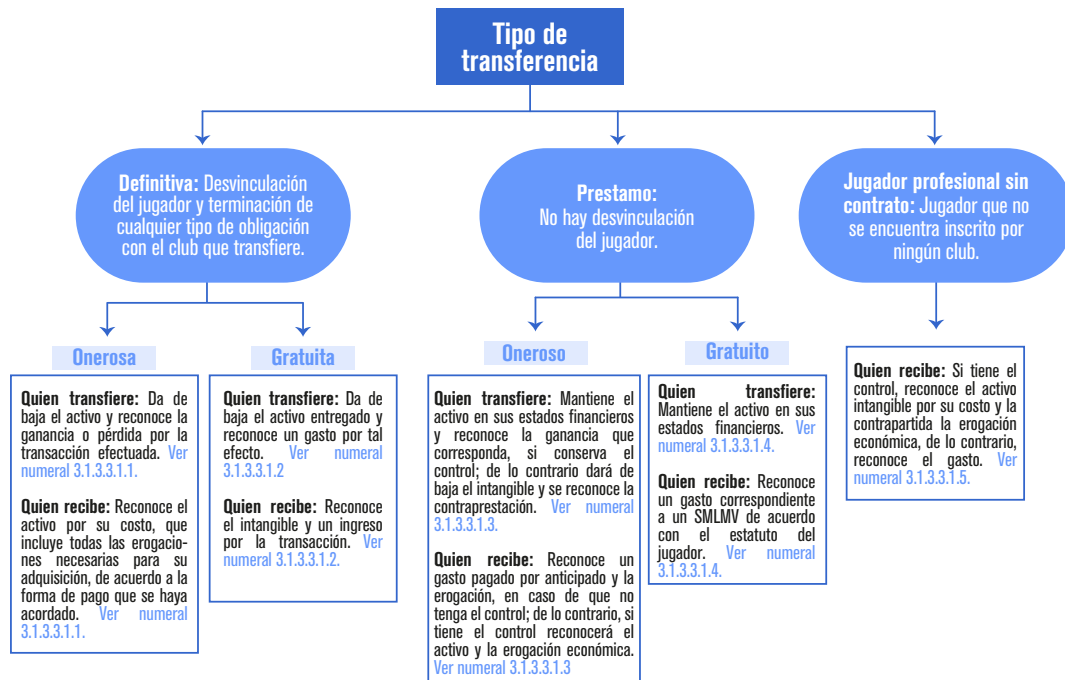 Tipo de
transferencia
Definitiva: Desvinculación
del jugador y terminación de
cualquier tipo de obligación
con el club que transfiere.
Prestamo:
No hay desvinculación
del jugador.
Jugador profesional sin
contrato: Jugador que no
se encuentra inscrito por
ningún club.
Onerosa
Quien transfiere: Da de
baja el activo y reconoce la
ganancia o pérdida por la
transacción efectuada. Ver
numeral 3.1.3.3.1.1.
Quien recibe: Reconoce el
activo por su costo, que
incluye todas las erogacio-
nes necesarias para su
adquisición, de acuerdo a la
forma de pago que se haya
acordado. Ver numeral
3.1.3.3.1.1.
Gratuita
Quien transfiere: Da de
baja el activo entregado y
reconoce un gasto por tal
efecto. Ver numeral
3.1.3.3.1.2
Quien recibe: Reconoce
el intangible y un ingreso
por la transacción. Ver
numeral 3.1.3.3.1.2.
Oneroso
Quien transfiere: Mantiene el
activo en sus estados financieros
y reconoce la ganancia que
corresponda, si conserva el
control; de lo contrario dará de
baja el intangible y se reconoce la
contraprestación. Ver numeral
3.1.3.3.1.3.
Quien recibe: Reconoce un
gasto pagado por anticipado y la
erogación, en caso de que no
tenga el control; de lo contrario, si
tiene el control reconocerá el
activo y la erogación económica.
Ver numeral 3.1.3.3.1.3
Gratuito
Quien transfiere:
Mantiene el activo en sus
estados financieros. Ver
numeral 3.1.3.3.1.4.
Quien recibe: Reconoce
un gasto correspondiente
a un SMLMV de acuerdo
con el estatuto del
jugador. Ver numeral
3.1.3.3.1.4.
Quien recibe: Si tiene el
control, reconoce el activo
intangible por su costo y la
contrapartida la erogación
económica, de lo contrario,
reconoce el gasto. Ver
numeral 3.1.3.3.1.5.